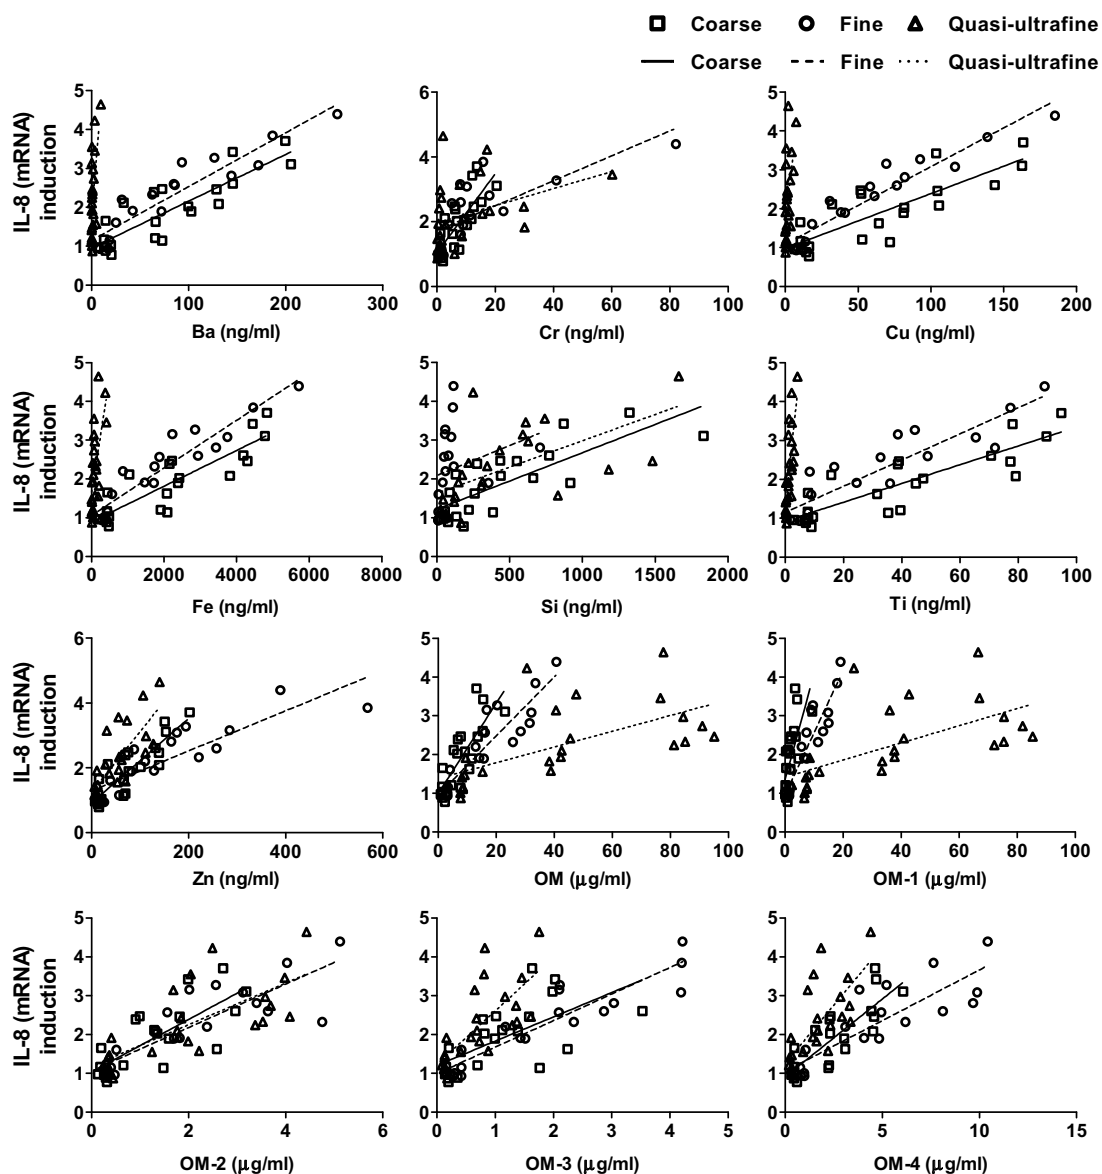 Coarse Fine Quasi-ultrafine
Coarse Fine Quasi-ultrafine
IL-8 (mRNA)
induction
5
4
3
2
1
0
0 100 200 300
Ba (ng/ml)
6
4
2
0
0 20 40 60 80 100
Cr (ng/ml)
5
4
3
2
1
0
0 50 100 150 200
Cu (ng/ml)
IL-8 (mRNA)
induction
5
4
3
2
1
0
0 2000 4000 6000 8000
Fe (ng/ml)
5
4
3
2
1
0
0 500 1000 1500 2000
Si (ng/ml)
5
4
3
2
1
0
0 20 40 60 80 100
Ti (ng/ml)
IL-8 (mRNA)
induction
6
4
2
0
0 200 400 600
Zn (ng/ml)
5
4
3
2
1
0
0 20 40 60 80 100
OM (μg/ml)
5
4
3
2
1
0
0 20 40 60 80 100
OM-1 (μg/ml)
IL-8 (mRNA)
induction
5
4
3
2
1
0
0 2 4 6
OM-2 (μg/ml)
5
4
3
2
1
0
0 1 2 3 4 5
OM-3 (μg/ml)
5
4
3
2
1
0
0 5 10 15
OM-4 (μg/ml)